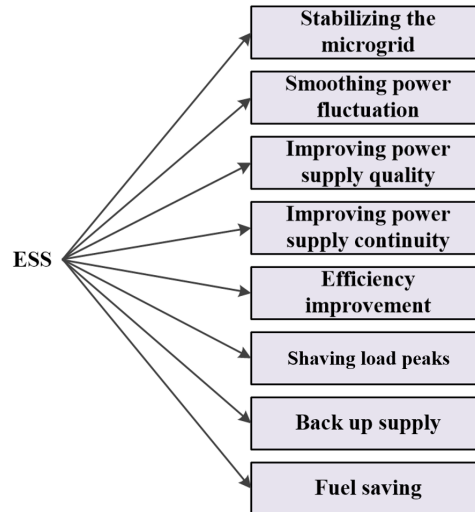 Stabilizing the
microgrid
Smoothing power
fluctuation
Improving power
supply quality
Improving power
supply continuity
ESS
Efficiency
improvement
Shaving load peaks
Back up supply
Fuel saving